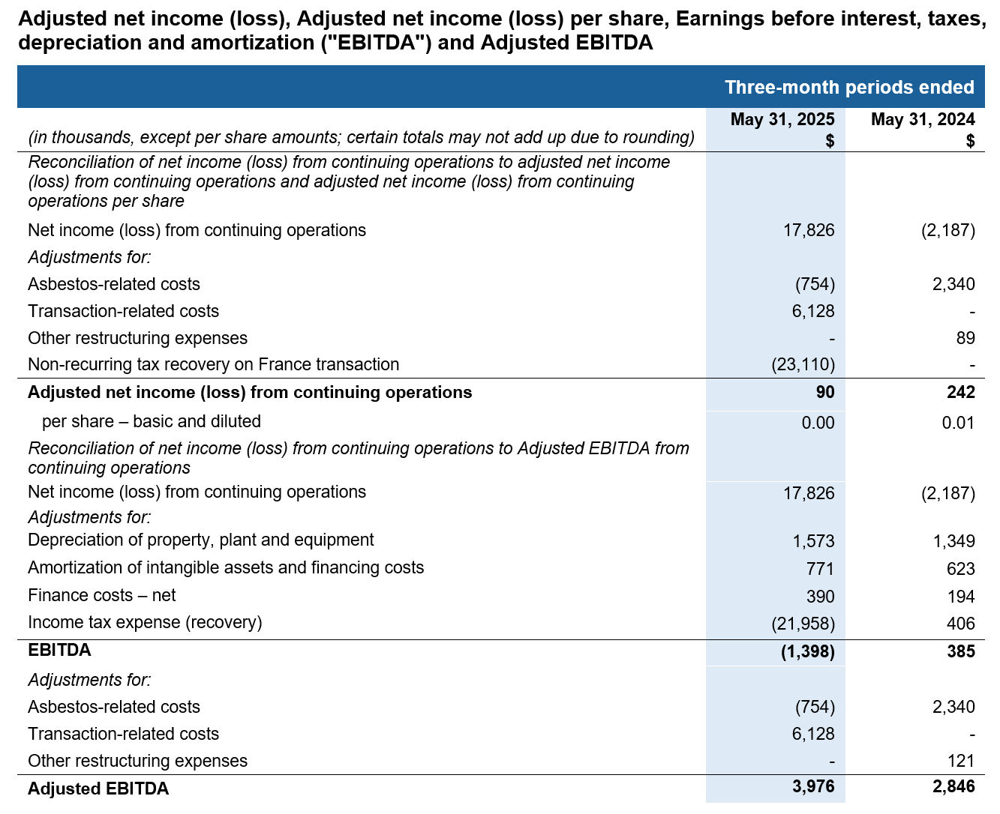 Adjusted net income (loss), Adjusted net income (loss) per share, Earnings before interest, taxes,
depreciation and amortization ("EBITDA") and Adjusted EBITDA
Three-month periods ended
May 31, 2025 May 31, 2024
(in thousands, except per share amounts; certain totals may not add up due to rounding) $ $
Reconciliation of net income (loss) from continuing operations to adjusted net income
(loss) from continuing operations and adjusted net income (loss) from continuing
operations per share
Net income (loss) from continuing operations 17,826 (2,187)
Adjustments for:
Asbestos-related costs (754) 2,340
Transaction-related costs 6,128 -
Other restructuring expenses - 89
Non-recurring tax recovery on France transaction (23,110) -
Adjusted net income (loss) from continuing operations 90 242
per share – basic and diluted 0.00 0.01
Reconciliation of net income (loss) from continuing operations to Adjusted EBITDA from
continuing operations
Net income (loss) from continuing operations 17,826 (2,187)
Adjustments for:
Depreciation of property, plant and equipment 1,573 1,349
Amortization of intangible assets and financing costs 771 623
Finance costs – net 390 194
Income tax expense (recovery) (21,958) 406
EBITDA (1,398) 385
Adjustments for:
Asbestos-related costs (754) 2,340
Transaction-related costs 6,128 -
Other restructuring expenses - 121
Adjusted EBITDA 3,976 2,846